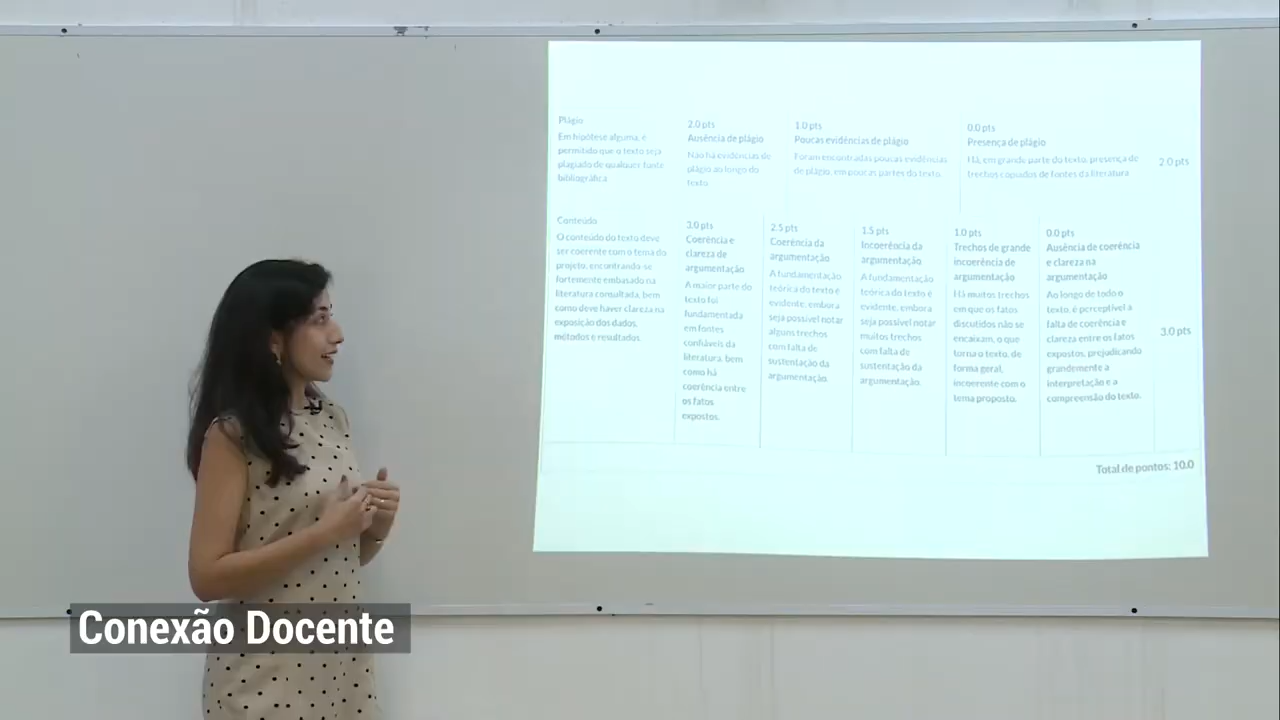 Plágio
Em hipótese alguma, é
permitido que o texto seja
plagiado de qualquer fonte
bibliográfica
2.0 pts
Ausência de plágio
Não há evidências de
plágio ao longo do
texto.
1.0 pts
Poucas evidências de plágio
Foram encontradas poucas evidências
de plágio, em poucas partes do texto.
0.0 pts
Presença de plágio
Há, em grande parte do texto, presença de
trechos copiados de fontes da literatura
2.0 pts
Conteúdo
O conteúdo do texto deve
ser coerente com o tema do
projeto, encontrando-se
fortemente embasado na
literatura consultada, bem
como deve haver clareza na
exposição dos dados,
métodos e resultados.
3.0 pts
Coerência e
clareza de
argumentação
A maior parte do
texto foi
fundamentada
em fontes
confiáveis da
literatura, bem
como há
coerência entre
os fatos
expostos.
2.5 pts
Coerência da
argumentação
A fundamentação
teórica do texto é
evidente, embora
seja possível notar
alguns trechos
com falta de
sustentação da
argumentação.
1.5 pts
Incoerência da
argumentação
A fundamentação
teórica do texto é
evidente, embora
seja possível notar
muitos trechos
com falta de
sustentação da
argumentação.
1.0 pts
Trechos de grande
incoerência de
argumentação
Há muitos trechos
em que os fatos
discutidos não se
encaixam, o que
torna o texto, de
forma geral,
incoerente com o
tema proposto.
0.0 pts
Ausência de coerência
e clareza na
argumentação
Ao longo de todo o
texto, é perceptível a
falta de coerência e
clareza entre os fatos
expostos, prejudicando
grandemente a
interpretação e a
compreensão do texto.
3.0 pts
Total de pontos: 10.0
Conexão Docente